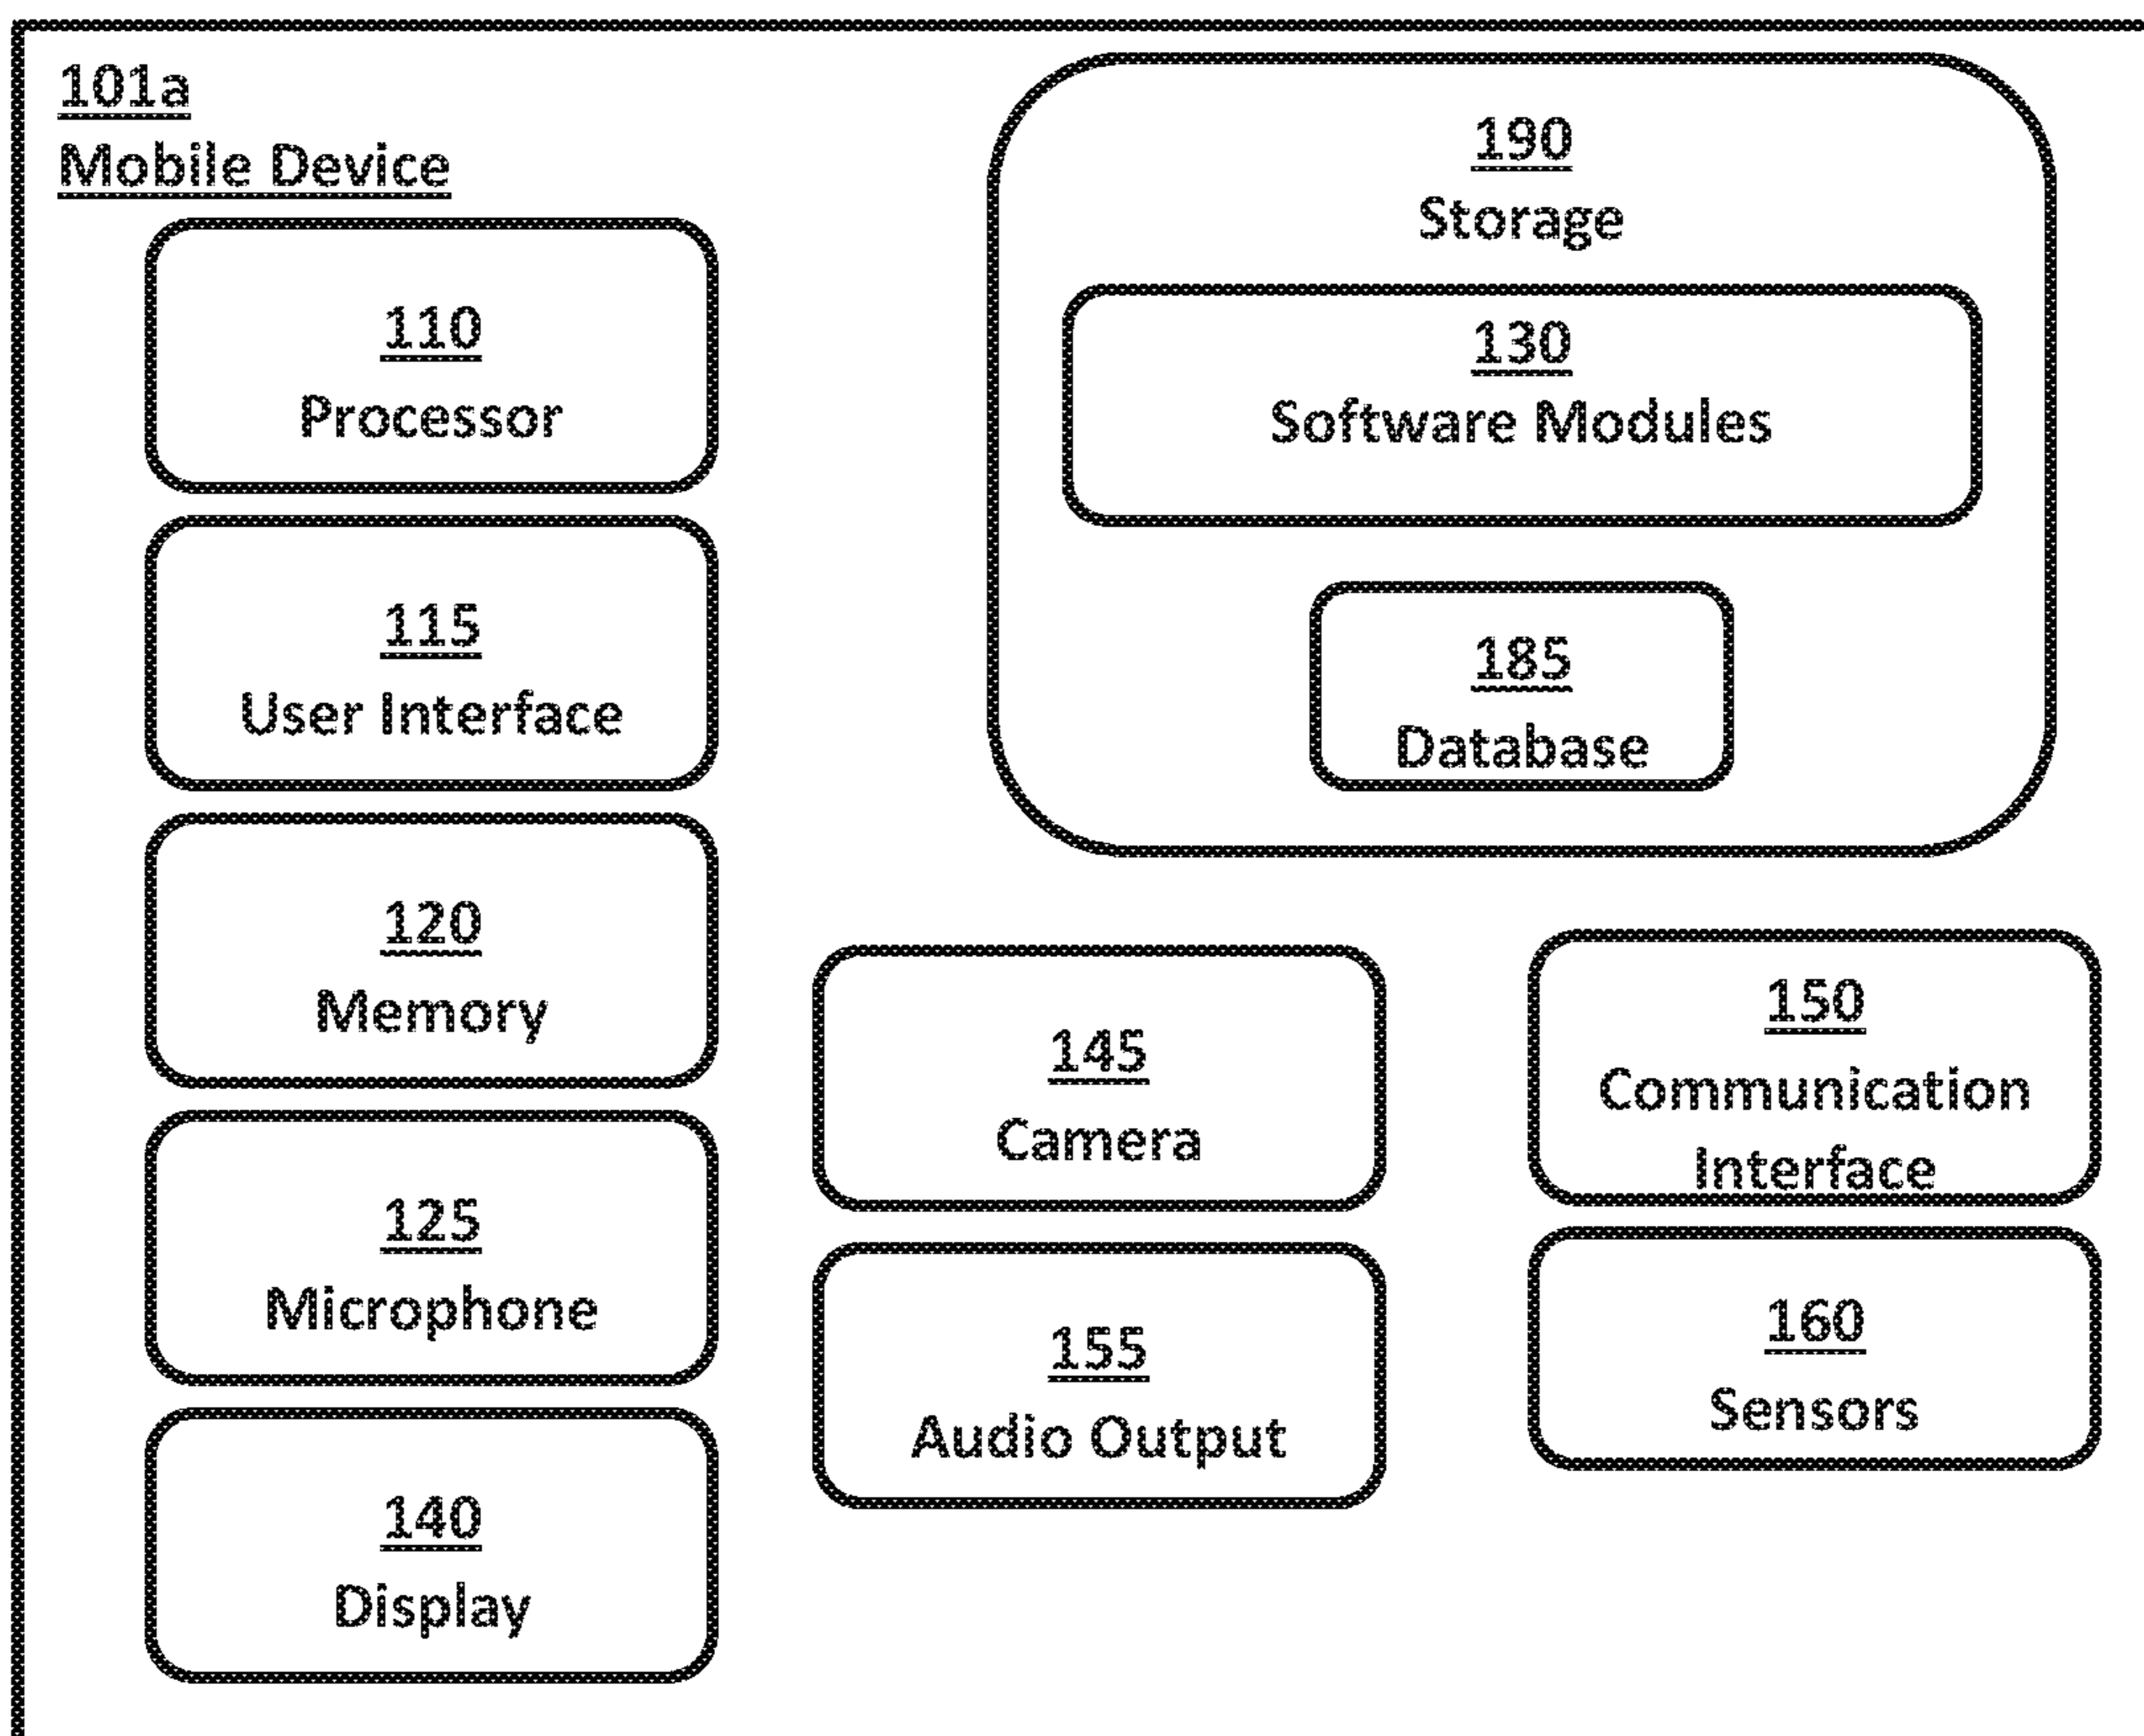 101a
Mobile Device
110
Processor
115
User Interface
120
Memory
125
Microphone
140
Display
190
Storage
130
Software Modules
185
Database
145
Camera
155
Audio Output
150
Communication
Interface
160
Sensors